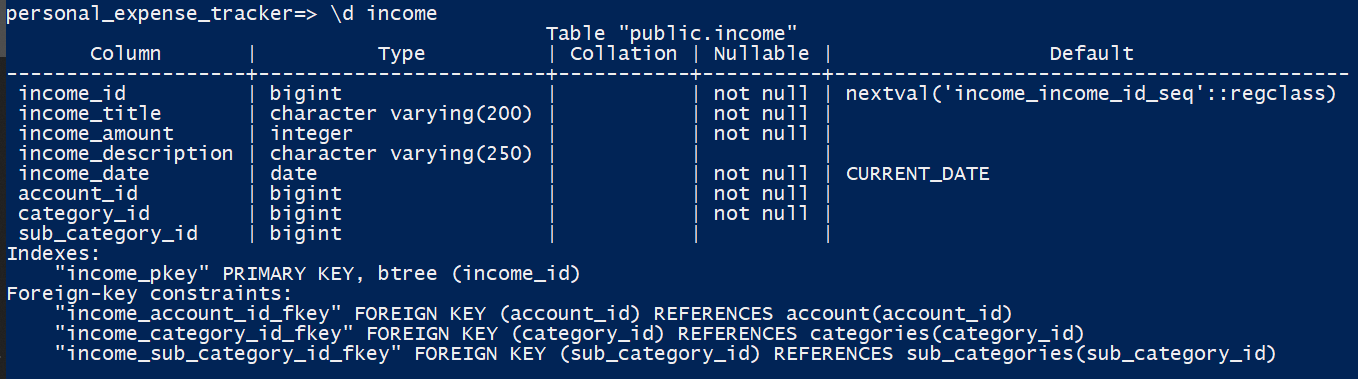 personal_expense_tracker=> \d income
                                             Table "public.income"
       Column       |          Type          | Collation | Nullable |                  Default
--------------------+------------------------+-----------+----------+-------------------------------------------
 income_id          | bigint                 |           | not null | nextval('income_income_id_seq'::regclass)
 income_title       | character varying(200) |           | not null |
 income_amount      | integer                |           | not null |
 income_description | character varying(250) |           |          |
 income_date        | date                   |           | not null | CURRENT_DATE
 account_id         | bigint                 |           | not null |
 category_id        | bigint                 |           | not null |
 sub_category_id    | bigint                 |           |          |
Indexes:
    "income_pkey" PRIMARY KEY, btree (income_id)
Foreign-key constraints:
    "income_account_id_fkey" FOREIGN KEY (account_id) REFERENCES account(account_id)
    "income_category_id_fkey" FOREIGN KEY (category_id) REFERENCES categories(category_id)
    "income_sub_category_id_fkey" FOREIGN KEY (sub_category_id) REFERENCES sub_categories(sub_category_id)